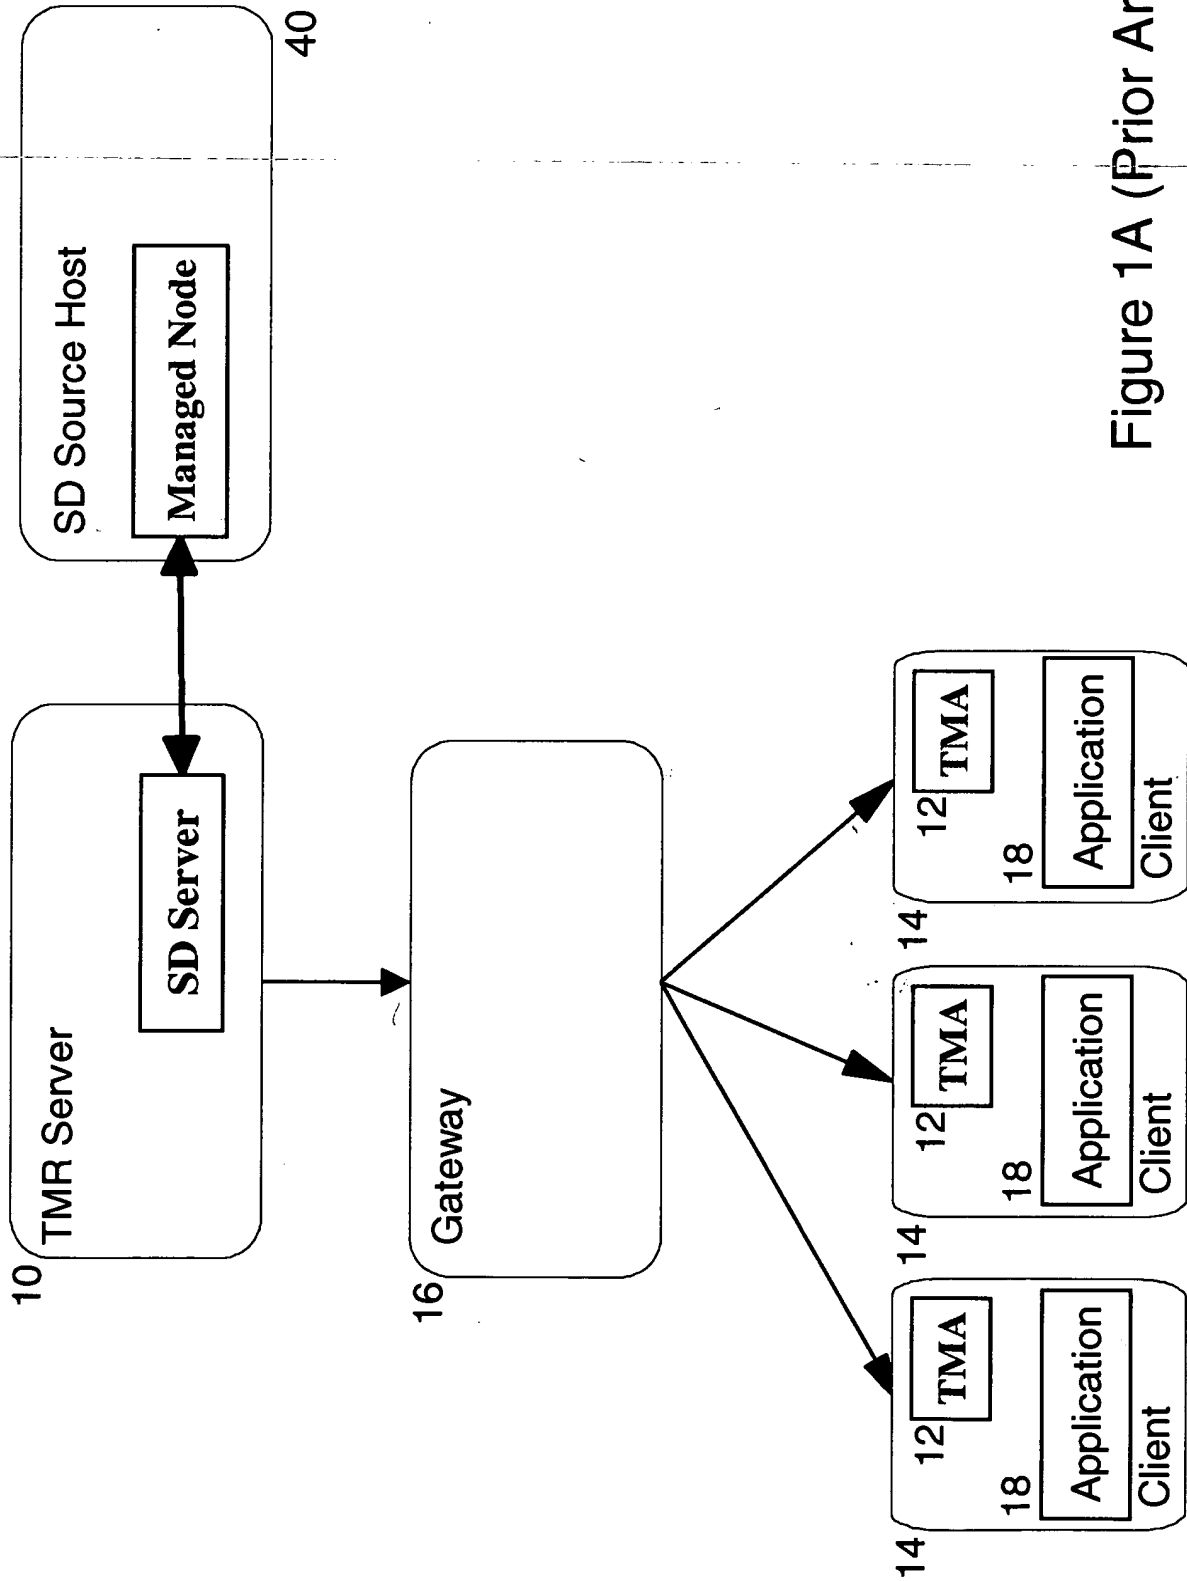 10
TMR Server
SD Server
SD Source Host
Managed Node
40
16
Gateway
14
12
TMA
18
Application
Client
14
12
TMA
18
Application
Client
14
12
TMA
18
Application
Client
Figure 1A (Prior Ar